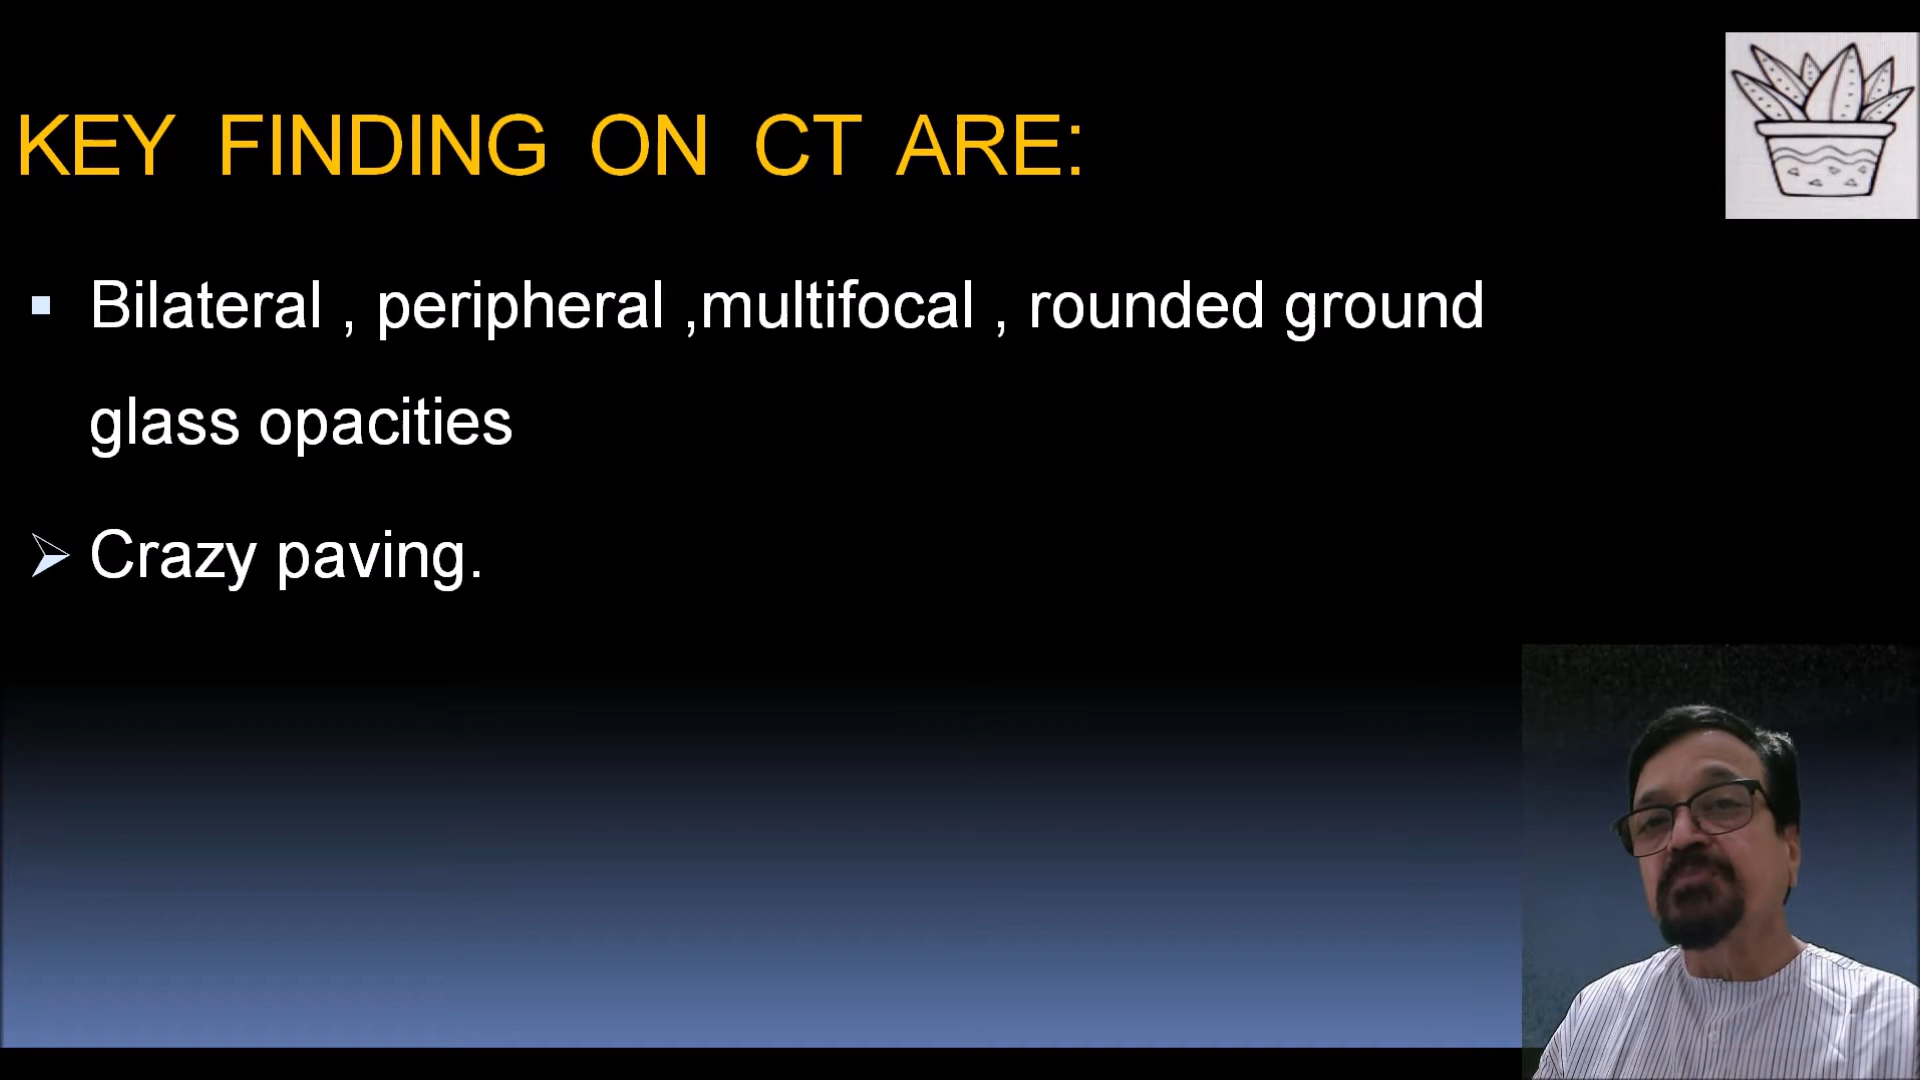 KEY FINDING ON CT ARE:
Bilateral , peripheral ,multifocal , rounded ground
glass opacities
Crazy paving.